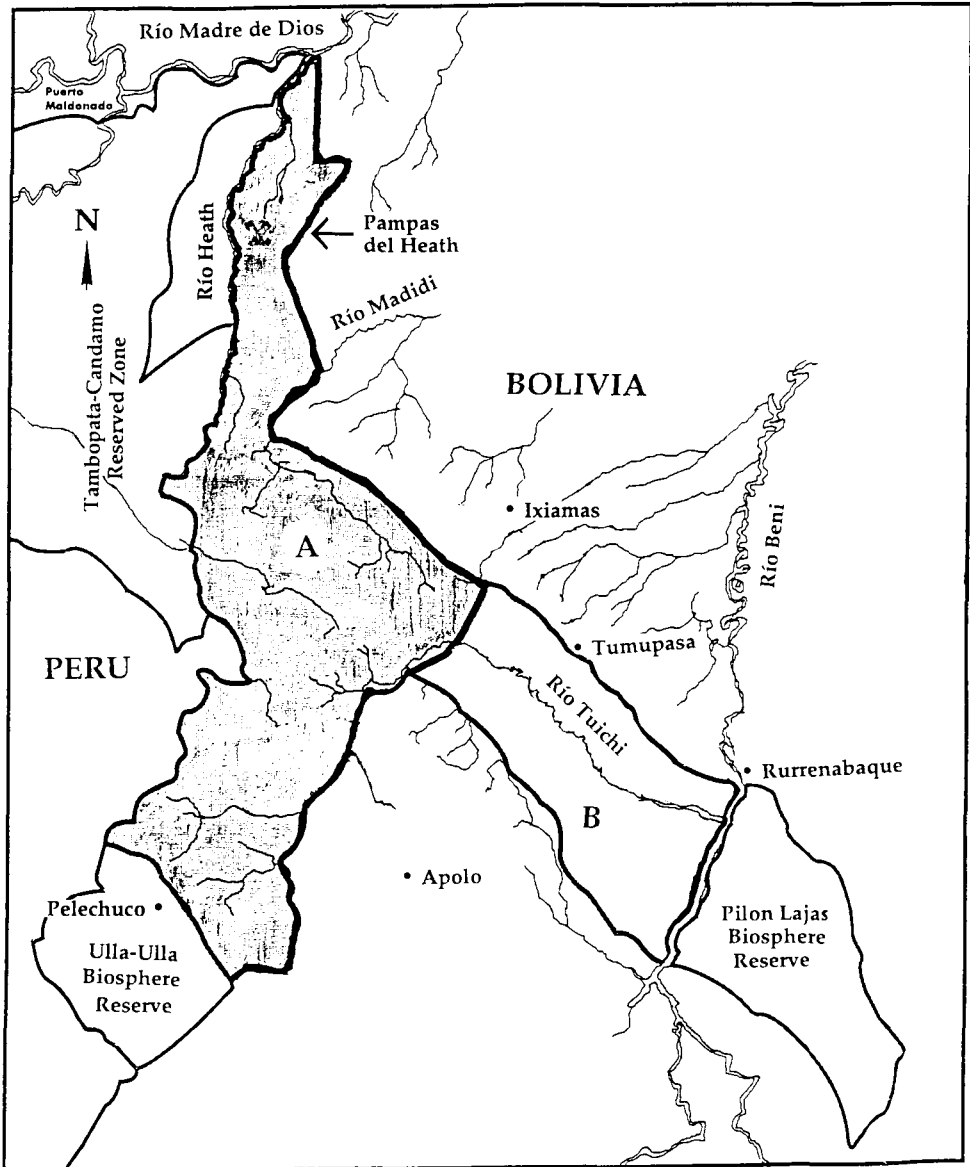 Río Madre de Dios
Puerto
Maldonado
N
Río Heath
Pampas
del Heath
Tambopata-Candamo
Reserved Zone
Río Madidi
BOLIVIA
Ixiamas
Río Beni
A
PERU
Tumupasa
Río Tuichi
Rurrenabaque
B
Apolo
Pelechuco
Ulla-Ulla
Biosphere
Reserve
Pilon Lajas
Biosphere
Reserve